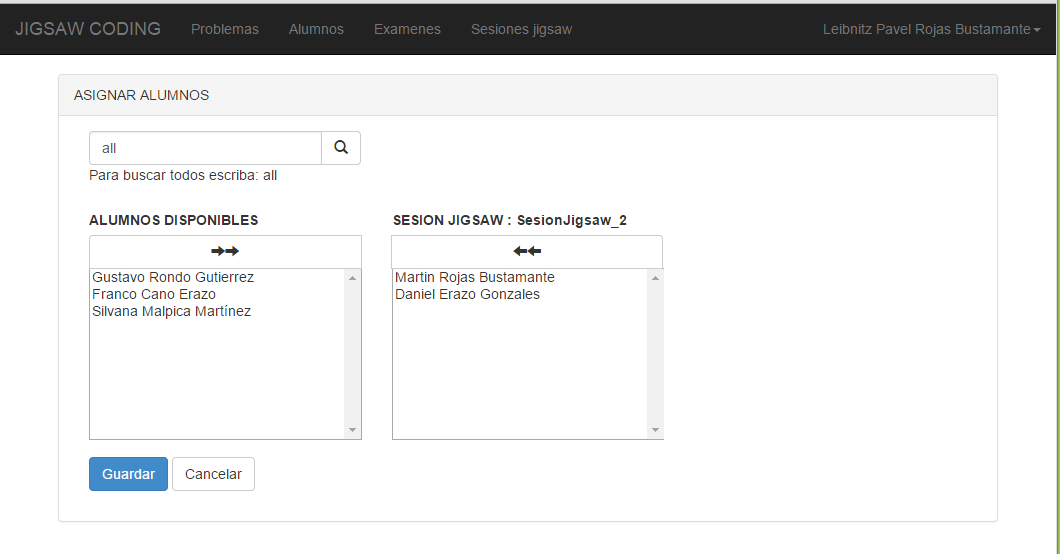 JIGSAW CODING Problemas Alumnos Examenes Sesiones jigsaw Leibnitz Pavel Rojas Bustamante
ASIGNAR ALUMNOS
all
Para buscar todos escriba: all
ALUMNOS DISPONIBLES
Gustavo Rondo Gutierrez
Franco Cano Erazo
Silvana Malpica Martínez
SESION JIGSAW : SesionJigsaw_2
Martin Rojas Bustamante
Daniel Erazo Gonzales
Guardar Cancelar